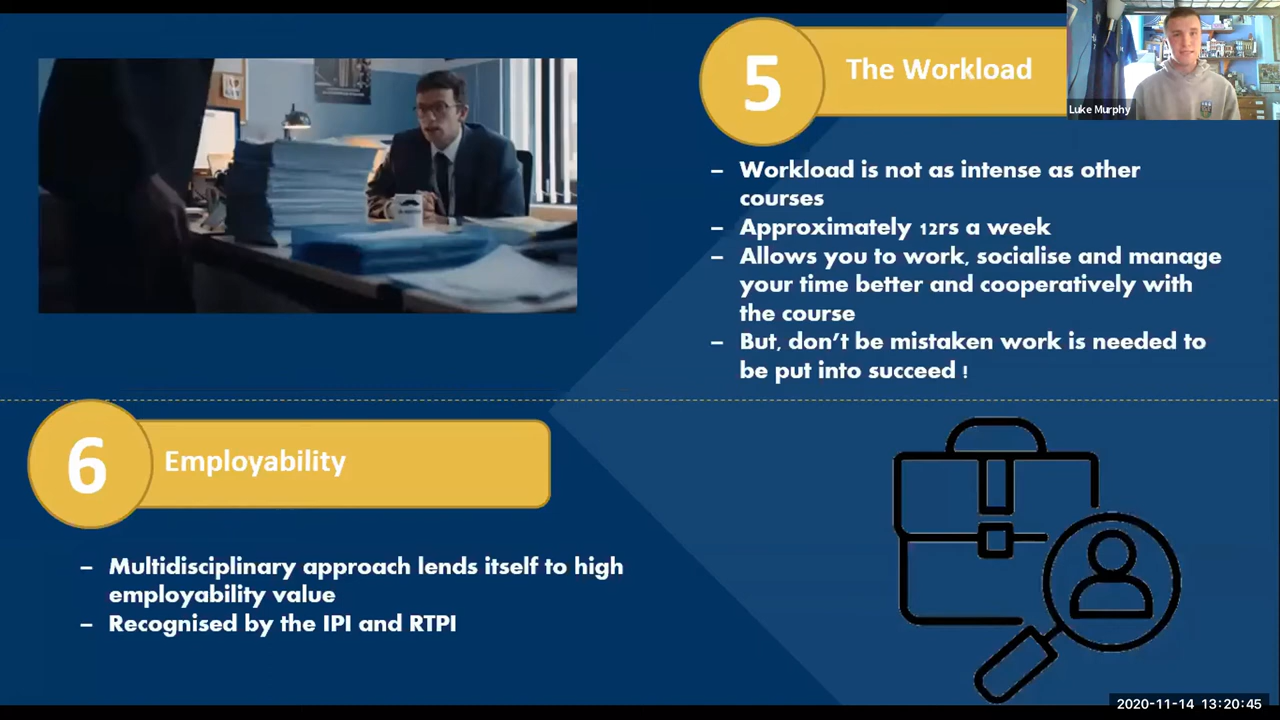 5
The Workload
Luke Murphy
– Workload is not as intense as other
courses
– Approximately 12rs a week
– Allows you to work, socialise and manage
your time better and cooperatively with
the course
– But, don't be mistaken work is needed to
be put into succeed !
6
Employability
– Multidisciplinary approach lends itself to high
employability value
– Recognised by the IPI and RTPI
2020-11-14 13:20:45